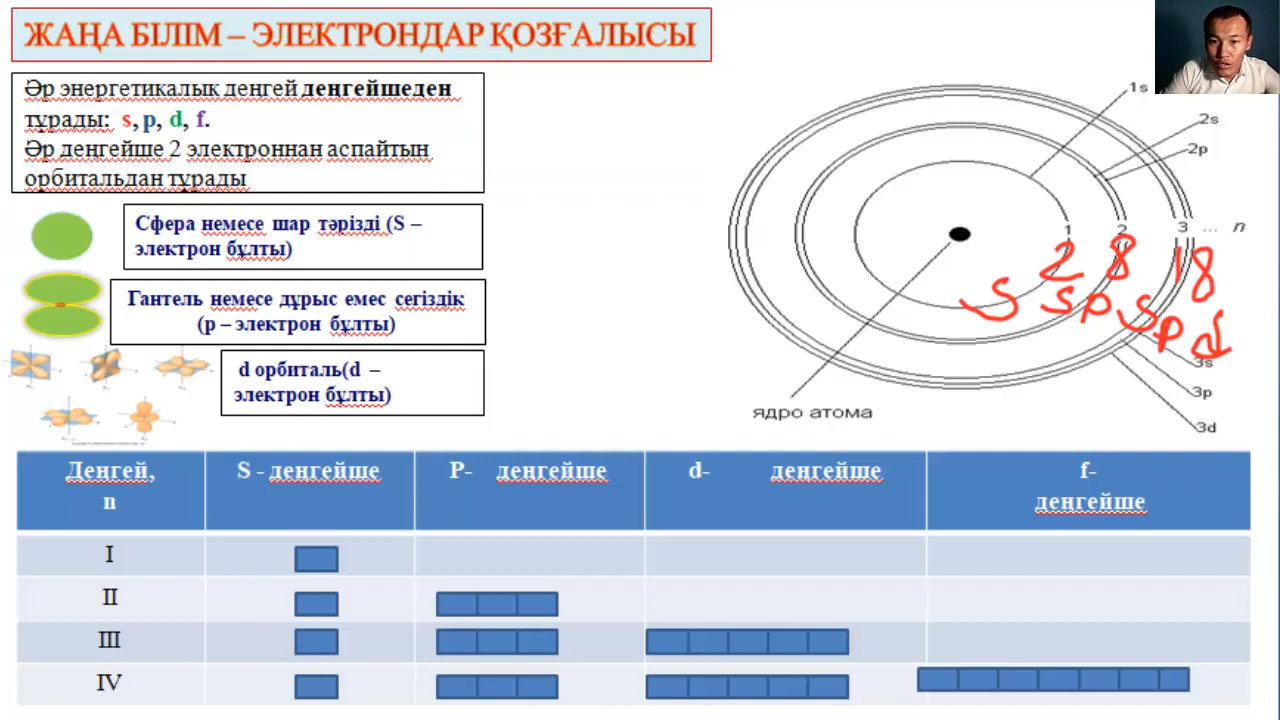 ЖАҢА БІЛІМ – ЭЛЕКТРОНДАР ҚОЗҒАЛЫСЫ
Әр энергетикалық деңгей деңгейшеден
тұрады: s, p, d, f.
Әр деңгейше 2 электроннан аспайтын
орбитальдан тұрады
Сфера немесе шар тәрізді (S –
электрон бұлты)
Гантель немесе дұрыс емес сегіздік
(р – электрон бұлты)
d орбиталь(d –
электрон бұлты)
1s
2s
2p
1 2 3 ... n
2 8 18
s s p s p d
3s
3p
3d
ядро атома
Деңгей, n
S - деңгейше
P- деңгейше
d- деңгейше
f- деңгейше
I
II
III
IV